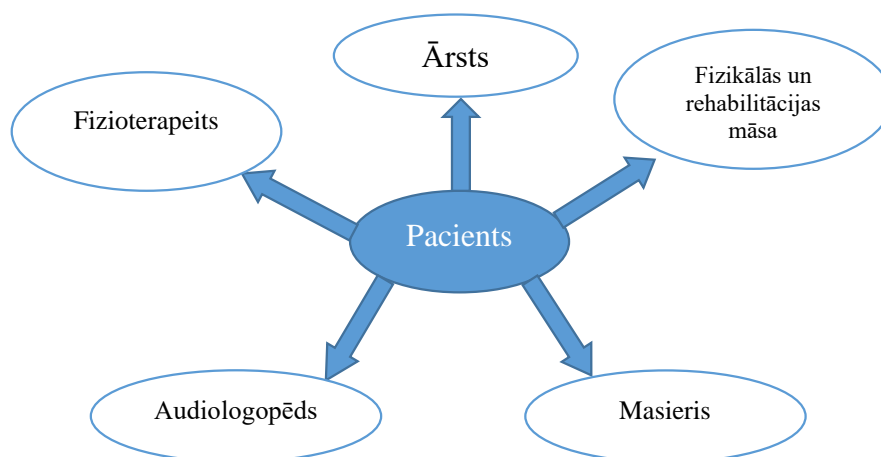 Ārsts
Fizikālās un
rehabilitācijas
māsa
Fizioterapeits
Pacients
Audiologopēds
Masieris